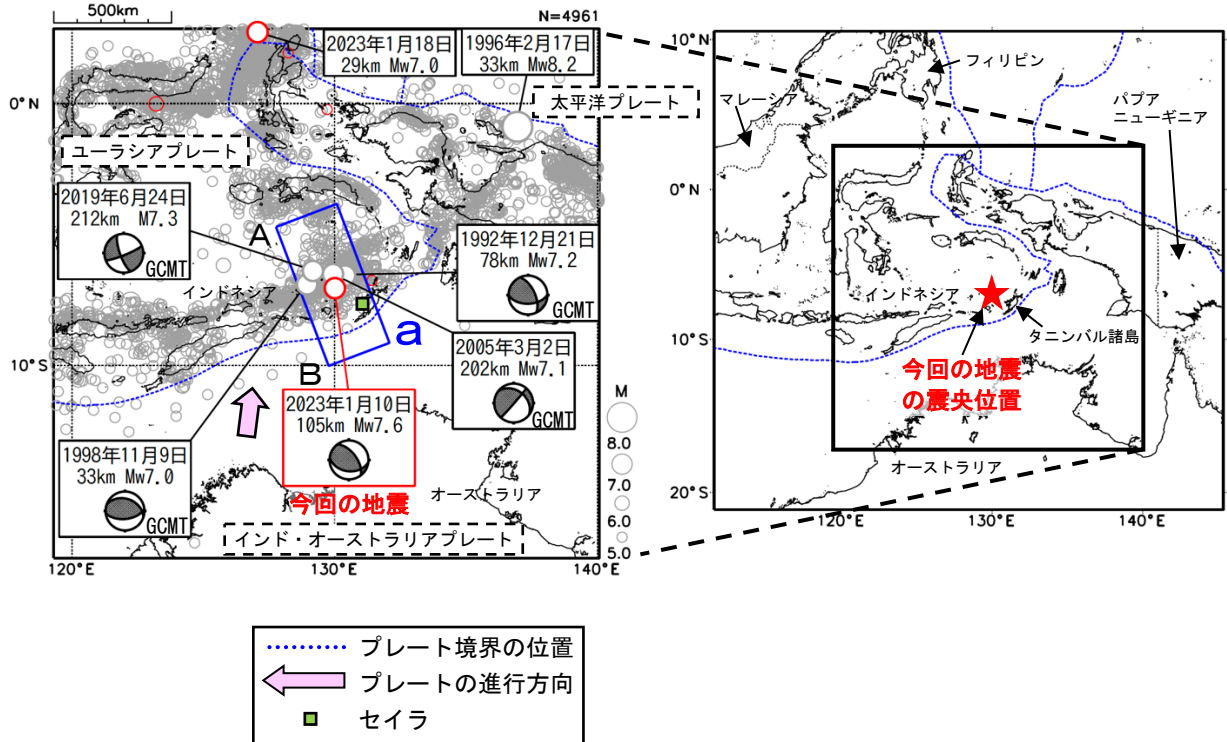 500km
N=4961
2023年1月18日
29km Mw7.0
1996年2月17日
33km Mw8.2
太平洋プレート
0°N
ユーラシアプレート
2019年6月24日
212km M7.3
GCMT
A
1992年12月21日
78km Mw7.2
GCMT
インドネシア
a
10°S
B
2005年3月2日
202km Mw7.1
GCMT
2023年1月10日
105km Mw7.6
今回の地震
1998年11月9日
33km Mw7.0
GCMT
オーストラリア
インド・オーストラリアプレート
M
8.0
7.0
6.0
5.0
120°E
130°E
140°E
10°N
フィリピン
マレーシア
パプア
ニューギニア
0°N
インドネシア
タニンバル諸島
10°S
今回の地震
の震央位置
オーストラリア
20°S
120°E
130°E
140°E
プレート境界の位置
プレートの進行方向
セイラ